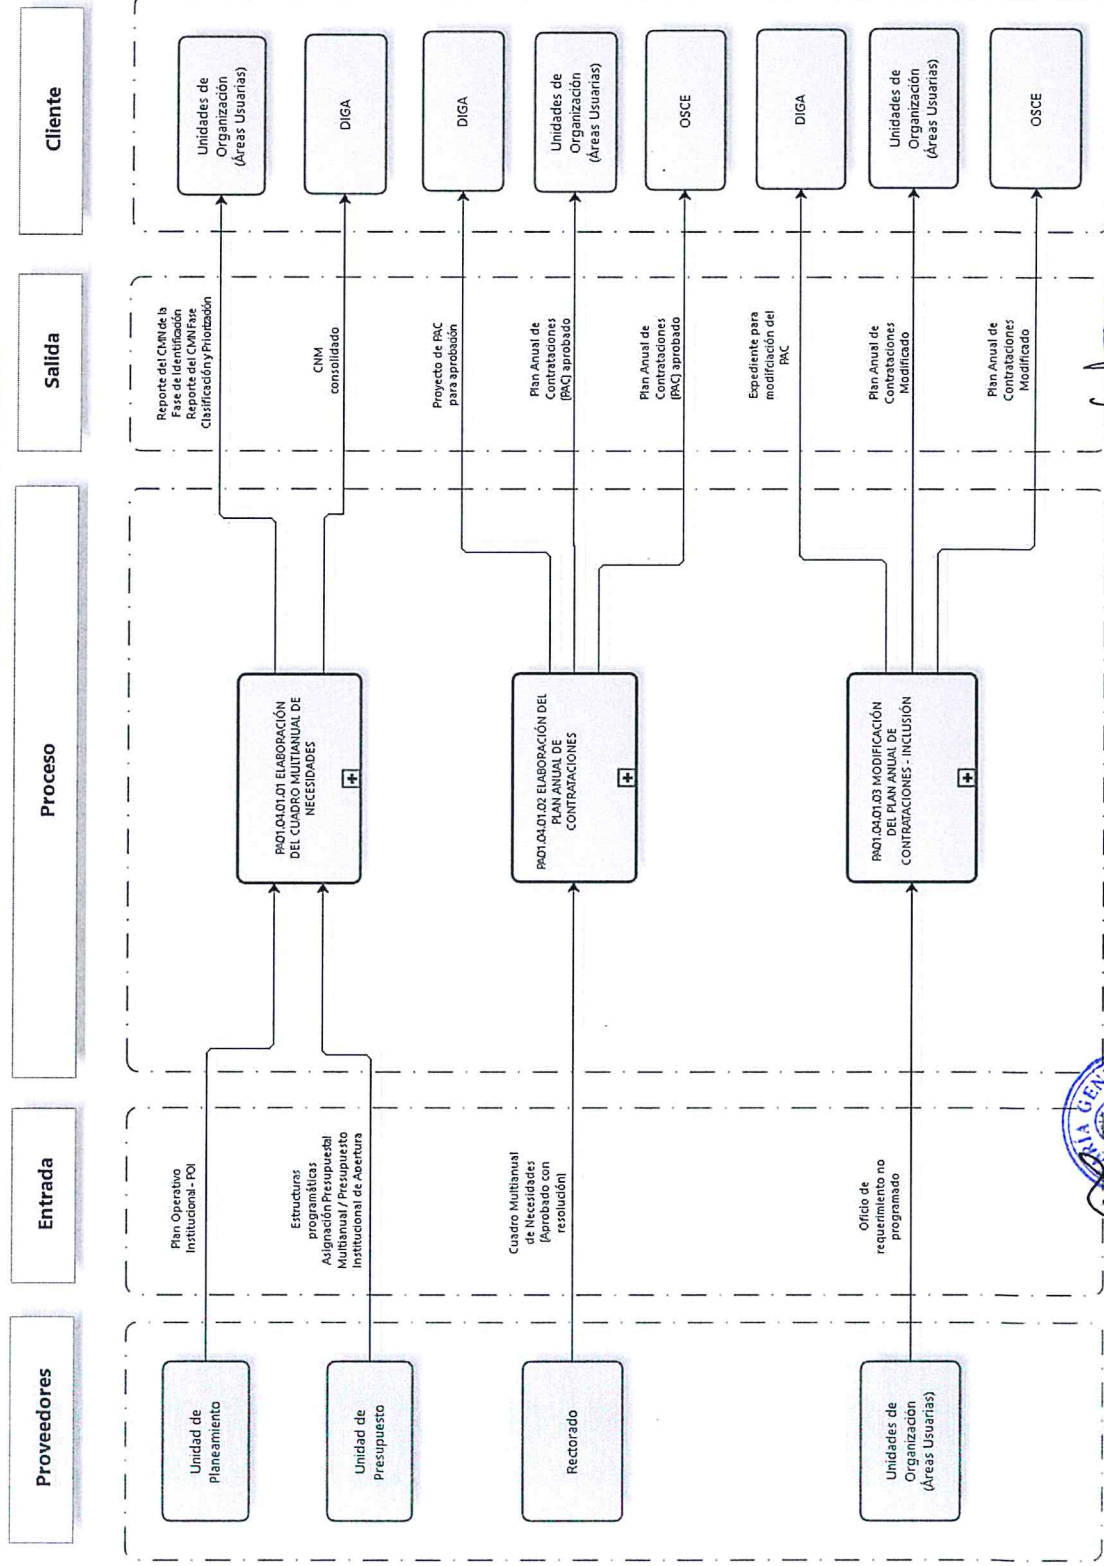 Proveedores
Entrada
Proceso
Salida
Cliente
Unidad de
Planeamiento
Unidad de
Presupuesto
Rectorado
Unidades de
Organización
(Áreas Usuarias)
Plan Operativo
Institucional - POI
Estructuras
programáticas
Asignación Presupuestal
Multianual / Presupuesto
Institucional de Apertura
Cuadro Multianual
de Necesidades
(Aprobado con
resolución)
Oficio de
requerimiento no
programado
PA01.04.01.01 ELABORACIÓN
DEL CUADRO MULTIANUAL DE
NECESIDADES
PA01.04.01.02 ELABORACIÓN DEL
PLAN ANUAL DE
CONTRATACIONES
PA01.04.01.03 MODIFICACIÓN
DEL PLAN ANUAL DE
CONTRATACIONES - INCLUSIÓN
Reporte del CMN de la
Fase de Identificación
Reporte del CMN Fase
Clasificación y Priorización
CNM
consolidado
Proyecto de PAC
para aprobación
Plan Anual de
Contrataciones
(PAC) aprobado
Plan Anual de
Contrataciones
(PAC) aprobado
Expediente para
modifciación del
PAC
Plan Anual de
Contrataciones
Modificado
Plan Anual de
Contrataciones
Modificado
Unidades de
Organización
(Áreas Usuarias)
DIGA
DIGA
Unidades de
Organización
(Áreas Usuarias)
OSCE
DIGA
Unidades de
Organización
(Áreas Usuarias)
OSCE